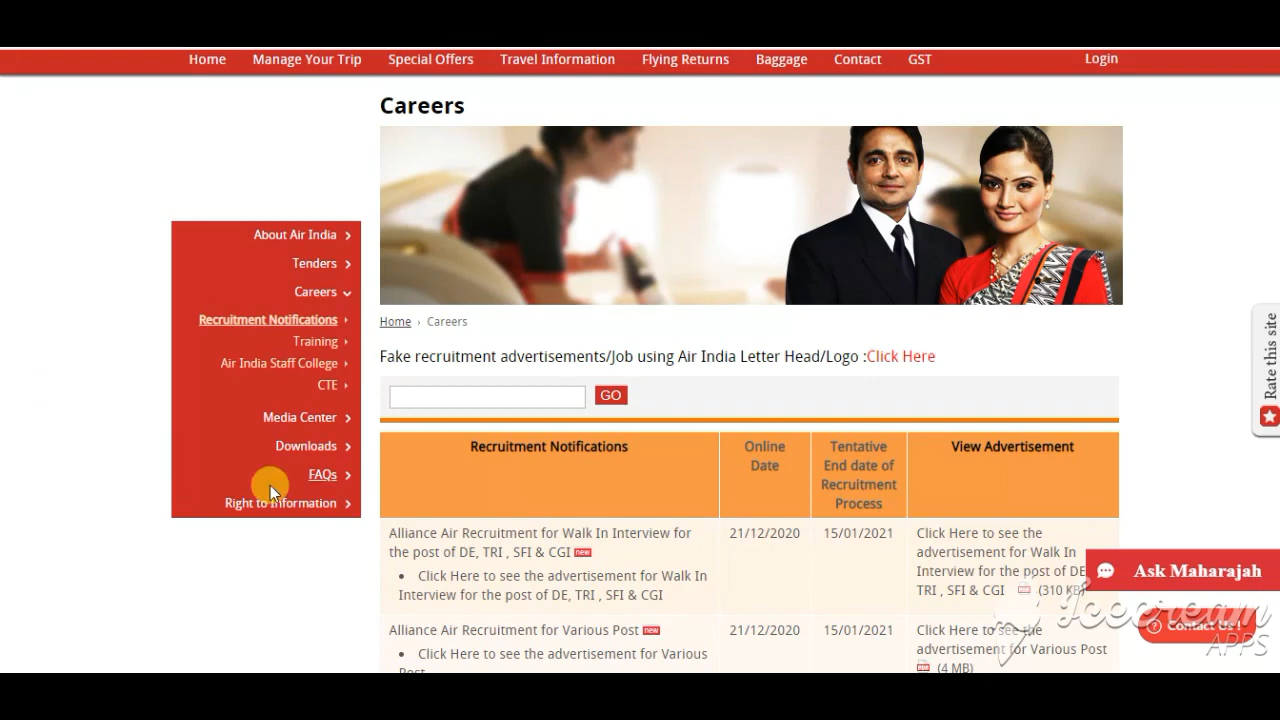 Home Manage Your Trip Special Offers Travel Information Flying Returns Baggage Contact GST Login
Careers
About Air India
Tenders
Careers
Recruitment Notifications
Training
Air India Staff College
CTE
Media Center
Downloads
FAQs
Right to Information
Home › Careers
Fake recruitment advertisements/Job using Air India Letter Head/Logo :Click Here
GO
Recruitment Notifications
Online
Date
Tentative
End date of
Recruitment
Process
View Advertisement
Alliance Air Recruitment for Walk In Interview for
the post of DE, TRI , SFI & CGI new
• Click Here to see the advertisement for Walk In
Interview for the post of DE, TRI , SFI & CGI
21/12/2020
15/01/2021
Click Here to see the
advertisement for Walk In
Interview for the post of DE
TRI , SFI & CGI (310 KB)
Alliance Air Recruitment for Various Post new
• Click Here to see the advertisement for Various
Post
21/12/2020
15/01/2021
Click Here to see the
advertisement for Various Post
(4 MB)
Rate this site
Ask Maharajah
Contact Us !
Icecream
APPS